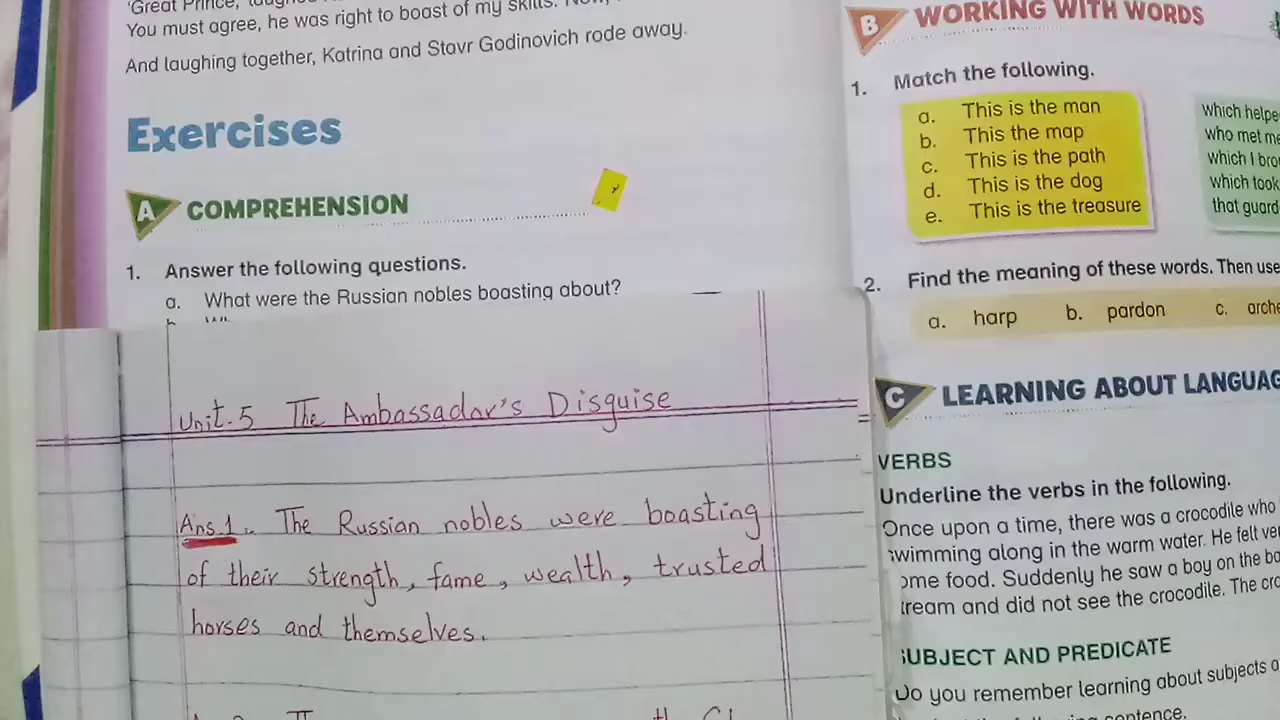 'Great Prince,
You must agree, he was right to boast of my skills.
And laughing together, Katrina and Stavr Godinovich rode away.
Exercises
A COMPREHENSION
1. Answer the following questions.
a. What were the Russian nobles boasting about?
Unit.5 The Ambassador's Disguise
Ans.1. The Russian nobles were boasting
of their strength, fame, wealth, trusted
horses and themselves.
B WORKING WITH WORDS
1. Match the following.
a. This is the man
b. This the map
c. This is the path
d. This is the dog
e. This is the treasure
which helpe
who met me
which I bro
which took
that guard
2. Find the meaning of these words. Then use
a. harp b. pardon c. arche
C LEARNING ABOUT LANGUAG
VERBS
Underline the verbs in the following.
Once upon a time, there was a crocodile who
swimming along in the warm water. He felt ve
ome food. Suddenly he saw a boy on the ba
tream and did not see the crocodile. The cro
SUBJECT AND PREDICATE
Do you remember learning about subjects a
sentence.